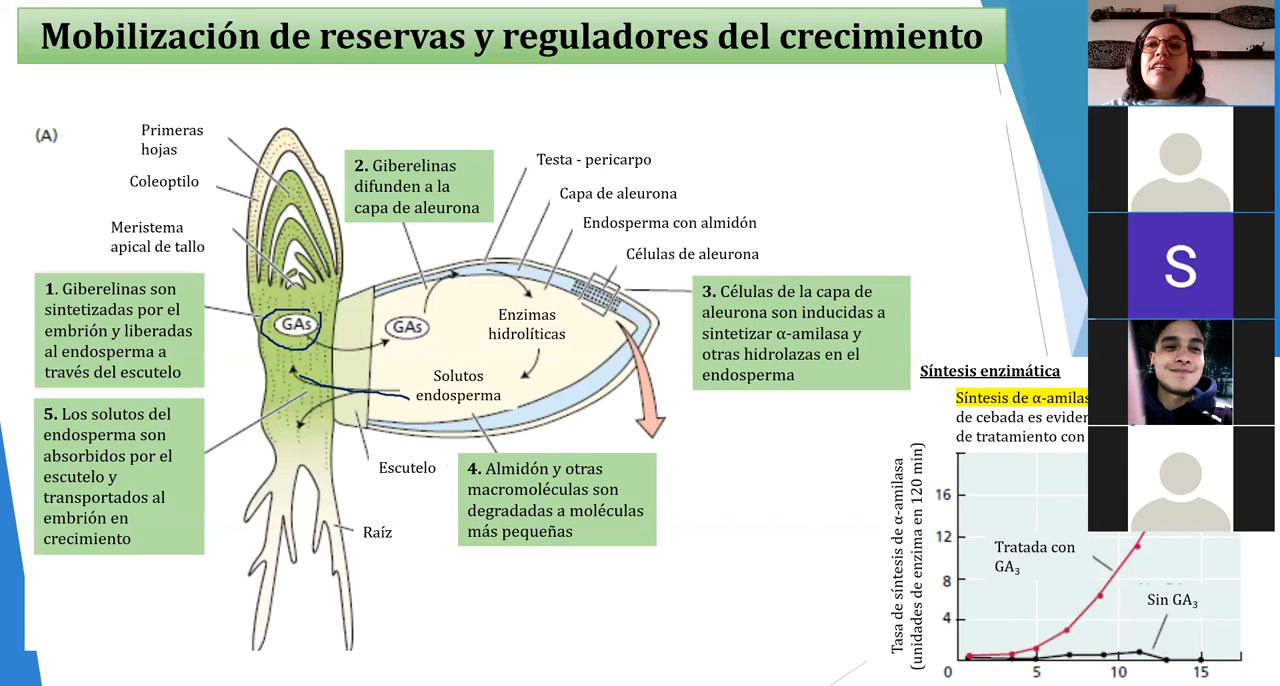 Mobilización de reservas y reguladores del crecimiento
(A)
Primeras
hojas
Coleoptilo
Meristema
apical de tallo
2. Giberelinas
difunden a la
capa de aleurona
Testa - pericarpo
Capa de aleurona
Endosperma con almidón
Células de aleurona
1. Giberelinas son
sintetizadas por el
embrión y liberadas
al endosperma a
través del escutelo
GAs
GAs
Enzimas
hidrolíticas
Solutos
endosperma
3. Células de la capa de
aleurona son inducidas a
sintetizar α-amilasa y
otras hidrolazas en el
endosperma
5. Los solutos del
endosperma son
absorbidos por el
escutelo y
transportados al
embrión en
crecimiento
Escutelo
4. Almidón y otras
macromoléculas son
degradadas a moléculas
más pequeñas
Raíz
Síntesis enzimática
Síntesis de α-amilas
de cebada es eviden
de tratamiento con
Tasa de síntesis de α-amilasa
(unidades de enzima en 120 min)
16
12
8
4
0
5
10
15
Tratada con
GA₃
Sin GA₃
S